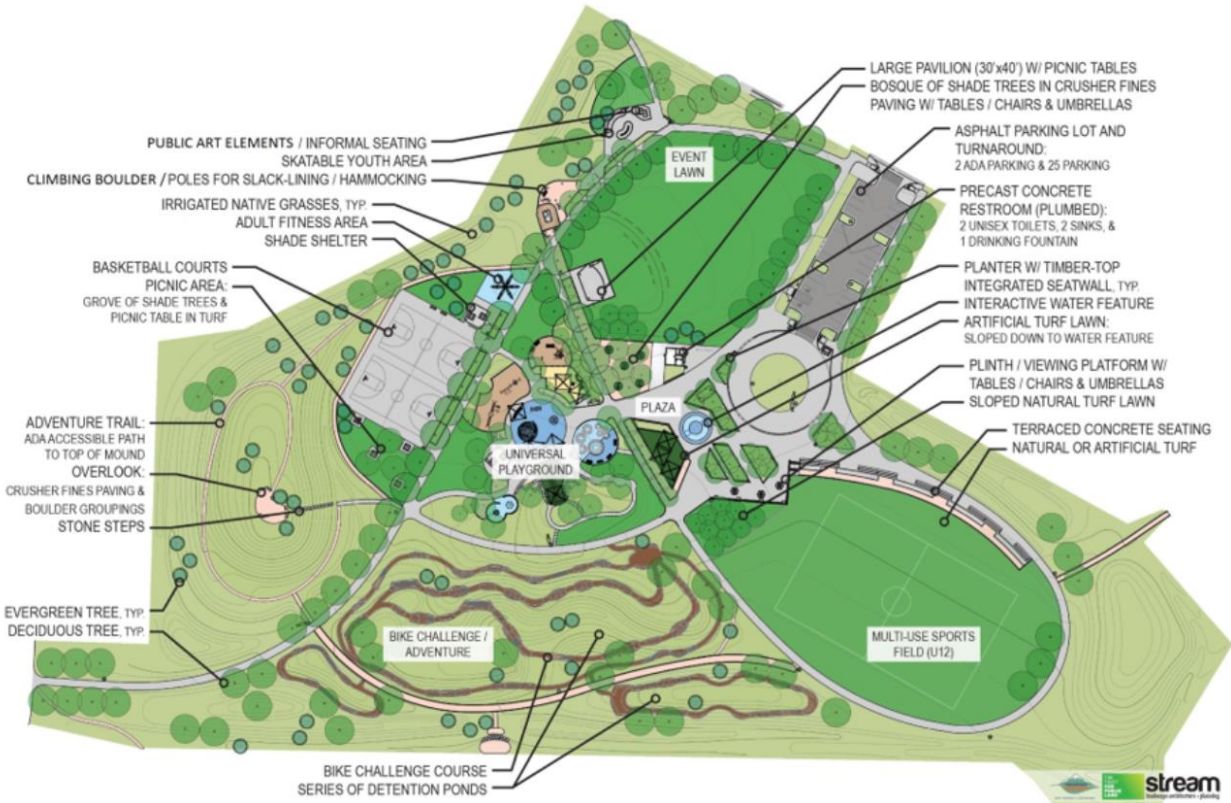 LARGE PAVILION (30'x40') W/ PICNIC TABLES
BOSQUE OF SHADE TREES IN CRUSHER FINES
PAVING W/ TABLES / CHAIRS & UMBRELLAS
ASPHALT PARKING LOT AND
TURNAROUND:
2 ADA PARKING & 25 PARKING
PRECAST CONCRETE
RESTROOM (PLUMBED):
2 UNISEX TOILETS, 2 SINKS, &
1 DRINKING FOUNTAIN
PLANTER W/ TIMBER-TOP
INTEGRATED SEATWALL, TYP.
INTERACTIVE WATER FEATURE
ARTIFICIAL TURF LAWN:
SLOPED DOWN TO WATER FEATURE
PLINTH / VIEWING PLATFORM W/
TABLES / CHAIRS & UMBRELLAS
SLOPED NATURAL TURF LAWN
TERRACED CONCRETE SEATING
NATURAL OR ARTIFICIAL TURF
PUBLIC ART ELEMENTS / INFORMAL SEATING
SKATABLE YOUTH AREA
CLIMBING BOULDER / POLES FOR SLACK-LINING / HAMMOCKING
IRRIGATED NATIVE GRASSES, TYP.
ADULT FITNESS AREA
SHADE SHELTER
BASKETBALL COURTS
PICNIC AREA:
GROVE OF SHADE TREES &
PICNIC TABLE IN TURF
ADVENTURE TRAIL:
ADA ACCESSIBLE PATH
TO TOP OF MOUND
OVERLOOK:
CRUSHER FINES PAVING &
BOULDER GROUPINGS
STONE STEPS
EVERGREEN TREE, TYP.
DECIDUOUS TREE, TYP.
EVENT
LAWN
PLAZA
UNIVERSAL
PLAYGROUND
BIKE CHALLENGE /
ADVENTURE
MULTI-USE SPORTS
FIELD (U12)
BIKE CHALLENGE COURSE
SERIES OF DETENTION PONDS
THE
TRUST
FOR
PUBLIC
LAND
stream
landscape architecture + planning